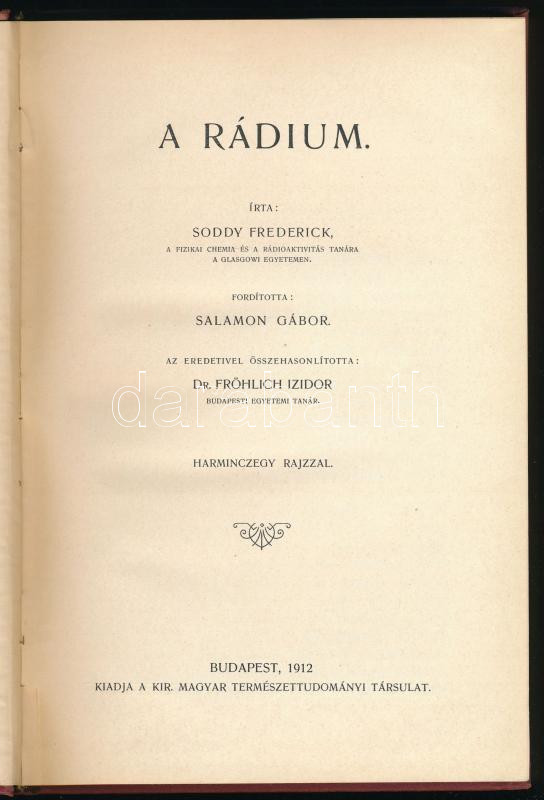 A RÁDIUM.
ÍRTA:
SODDY FREDERICK,
A FIZIKAI CHEMIA ÉS A RÁDIOAKTIVITÁS TANÁRA
A GLASGOWI EGYETEMEN.
FORDÍTOTTA:
SALAMON GÁBOR.
AZ EREDETIVEL ÖSSZEHASONLÍTOTTA:
DR. FRÖHLICH IZIDOR
BUDAPESTI EGYETEMI TANÁR.
darabanth
HARMINCZEGY RAJZZAL.
BUDAPEST, 1912
KIADJA A KIR. MAGYAR TERMÉSZETTUDOMÁNYI TÁRSULAT.